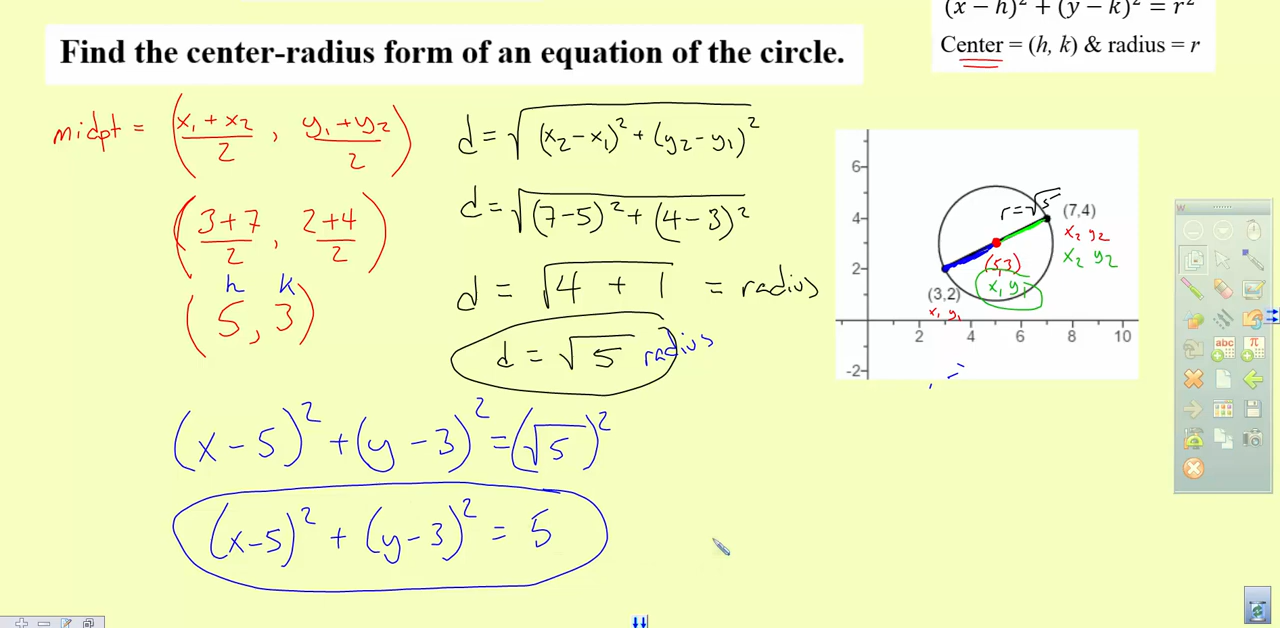 (x − h)² + (y − k)² = r²
Find the center-radius form of an equation of the circle.
Center = (h, k) & radius = r
midpt = ( x₁ + x₂ / 2 , y₁ + y₂ / 2 )
( 3+7 / 2 , 2+4 / 2 )
h k
( 5 , 3 )
d = √(x₂ − x₁)² + (y₂ − y₁)²
d = √(7−5)² + (4−3)²
d = √4 + 1 = radius
d = √5 radius
(x − 5)² + (y − 3)² = (√5)²
(x−5)² + (y−3)² = 5
6
4
2
-2
2 4 6 8 10
r=√5
(7,4)
x₂ y₂
x₂ y₂
(5,3)
x₁ y₁
(3,2)
x₁ y₁
abc
π